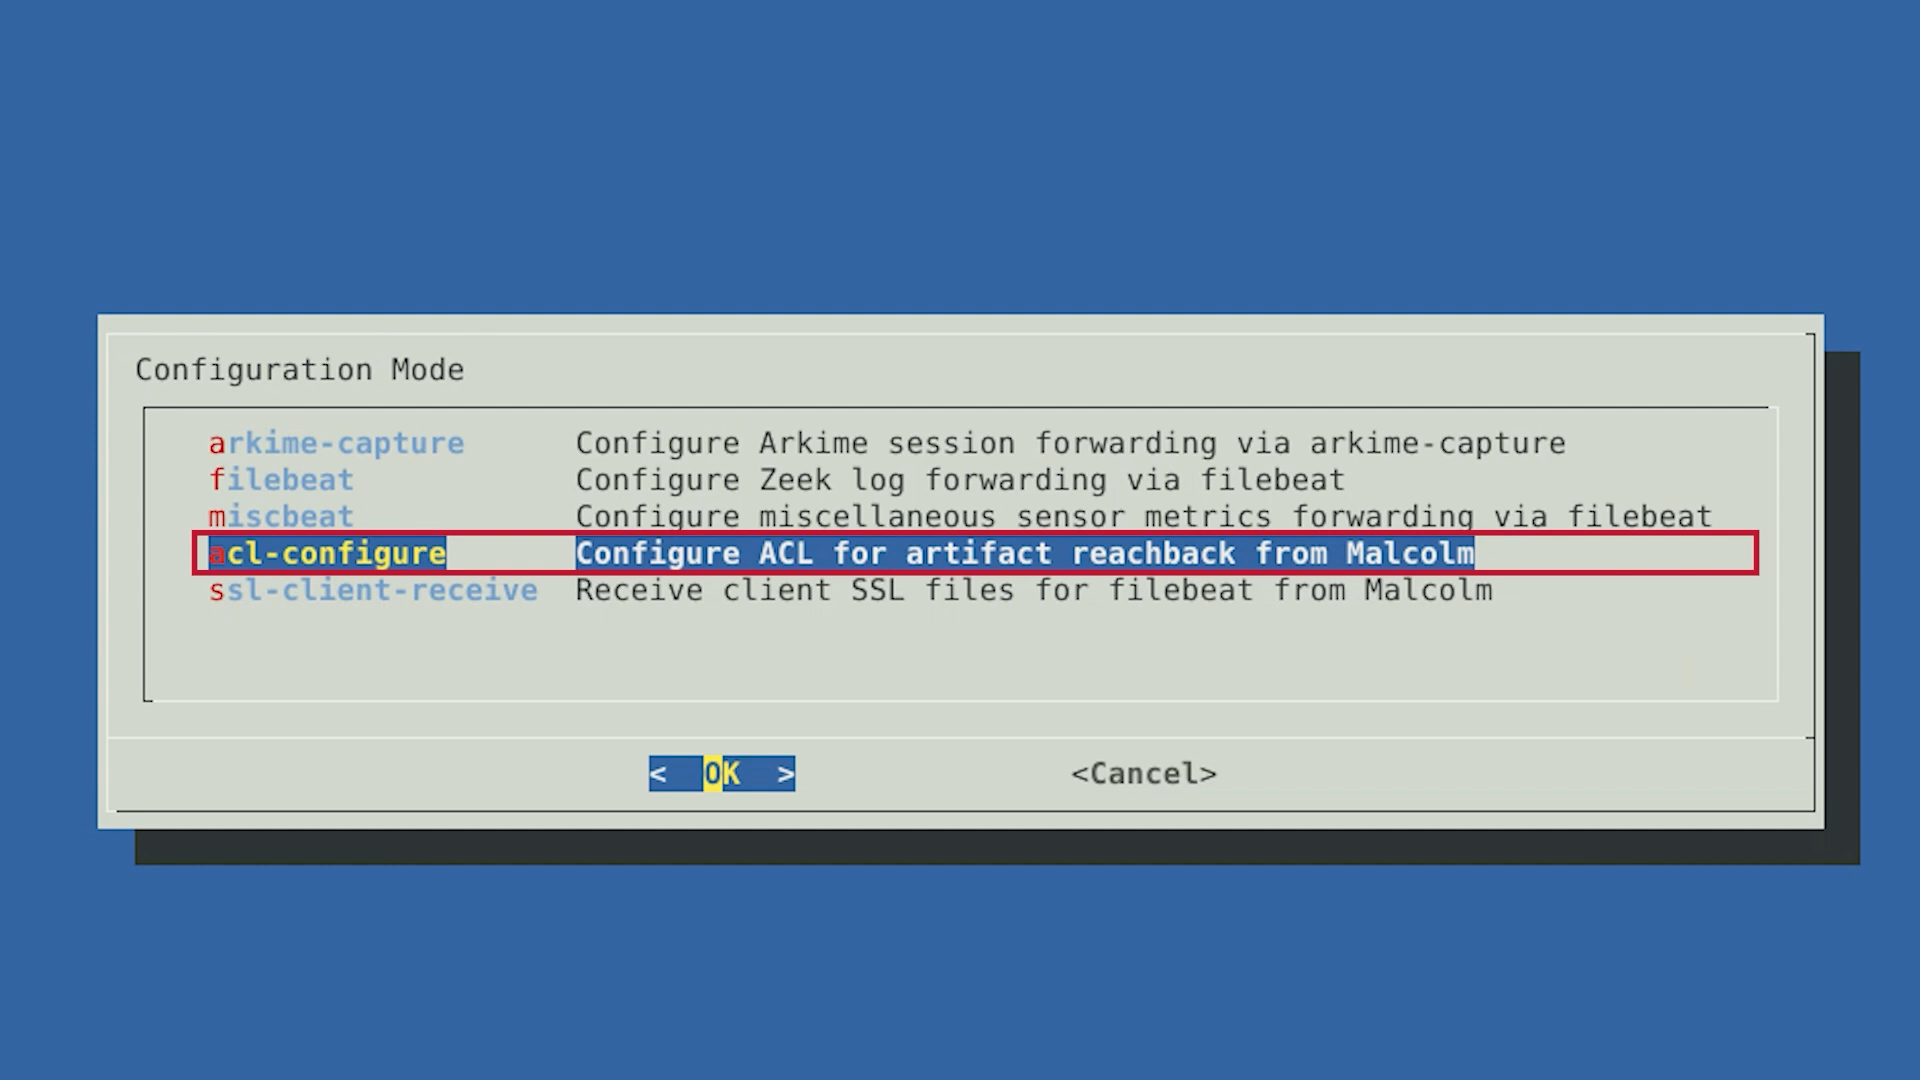 Configuration Mode
arkime-capture Configure Arkime session forwarding via arkime-capture
filebeat Configure Zeek log forwarding via filebeat
miscbeat Configure miscellaneous sensor metrics forwarding via filebeat
acl-configure Configure ACL for artifact reachback from Malcolm
ssl-client-receive Receive client SSL files for filebeat from Malcolm
< OK > <Cancel>